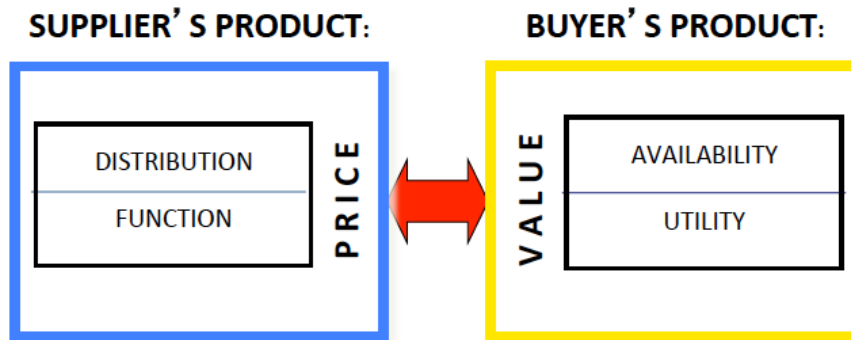 SUPPLIER’S PRODUCT:
DISTRIBUTION
FUNCTION
PRICE
BUYER’S PRODUCT:
VALUE
AVAILABILITY
UTILITY